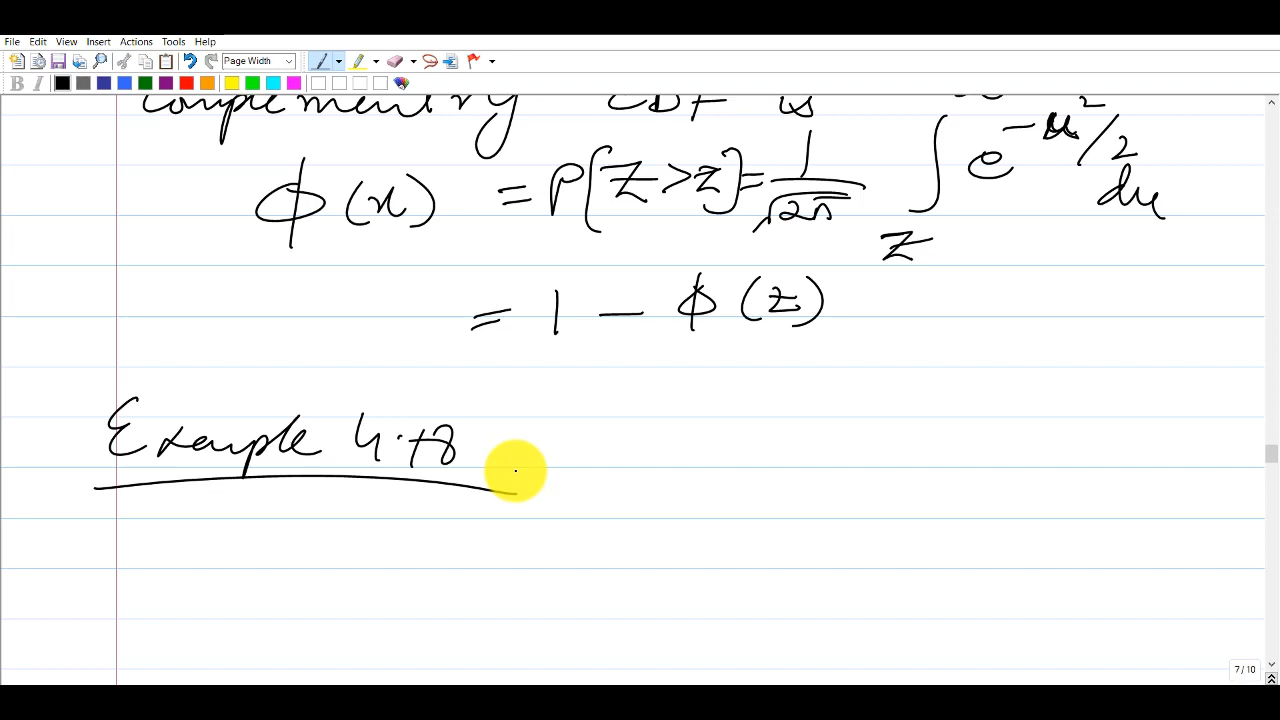 File Edit View Insert Actions Tools Help
Page Width
B I
Complementry CDF is ∞
ϕ(x) = P[Z>z] = 1/√2π ∫_z e^{-u²/2} du
= 1 - ϕ(z)
Example 4.18
7 / 10